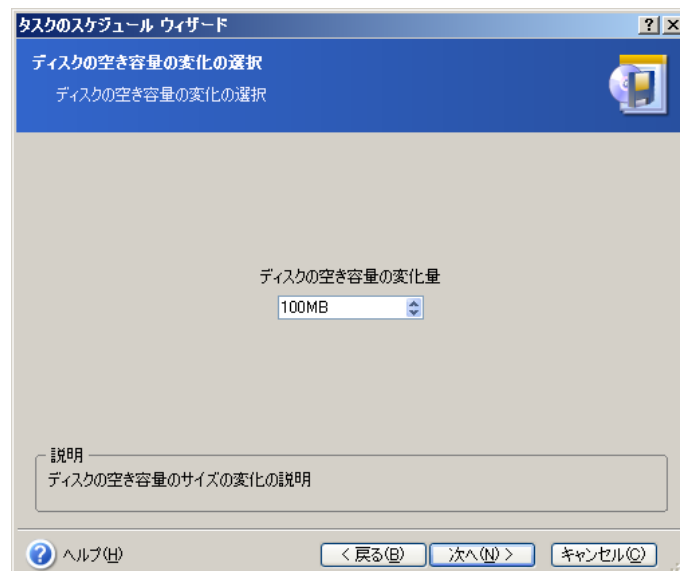 タスクのスケジュール ウィザード
ディスクの空き容量の変化の選択
ディスクの空き容量の変化の選択
ディスクの空き容量の変化量
100MB
説明
ディスクの空き容量のサイズの変化の説明
ヘルプ(H)
< 戻る(B)
次へ(N) >
キャンセル(C)